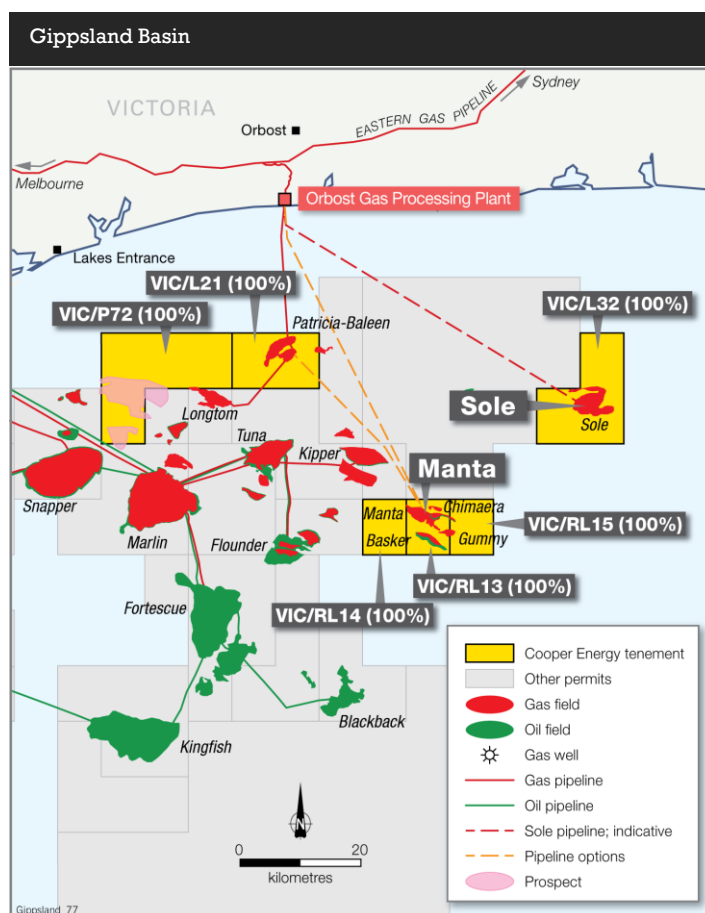 Gippsland Basin
VICTORIA
Sydney
EASTERN GAS PIPELINE
Orbost
Melbourne
Orbost Gas Processing Plant
Lakes Entrance
VIC/L21 (100%)
VIC/L32 (100%)
VIC/P72 (100%)
Patricia-Baleen
Sole
Longtom
Sole
Tuna
Kipper
Manta
Snapper
Manta
Chimaera
VIC/RL15 (100%)
Marlin
Flounder
Basker
Gummy
VIC/RL13 (100%)
Fortescue
VIC/RL14 (100%)
Blackback
Kingfish
Cooper Energy tenement
Other permits
Gas field
Oil field
Gas well
Gas pipeline
Oil pipeline
Sole pipeline; indicative
Pipeline options
Prospect
N
0 20
kilometres
Gippsland 77